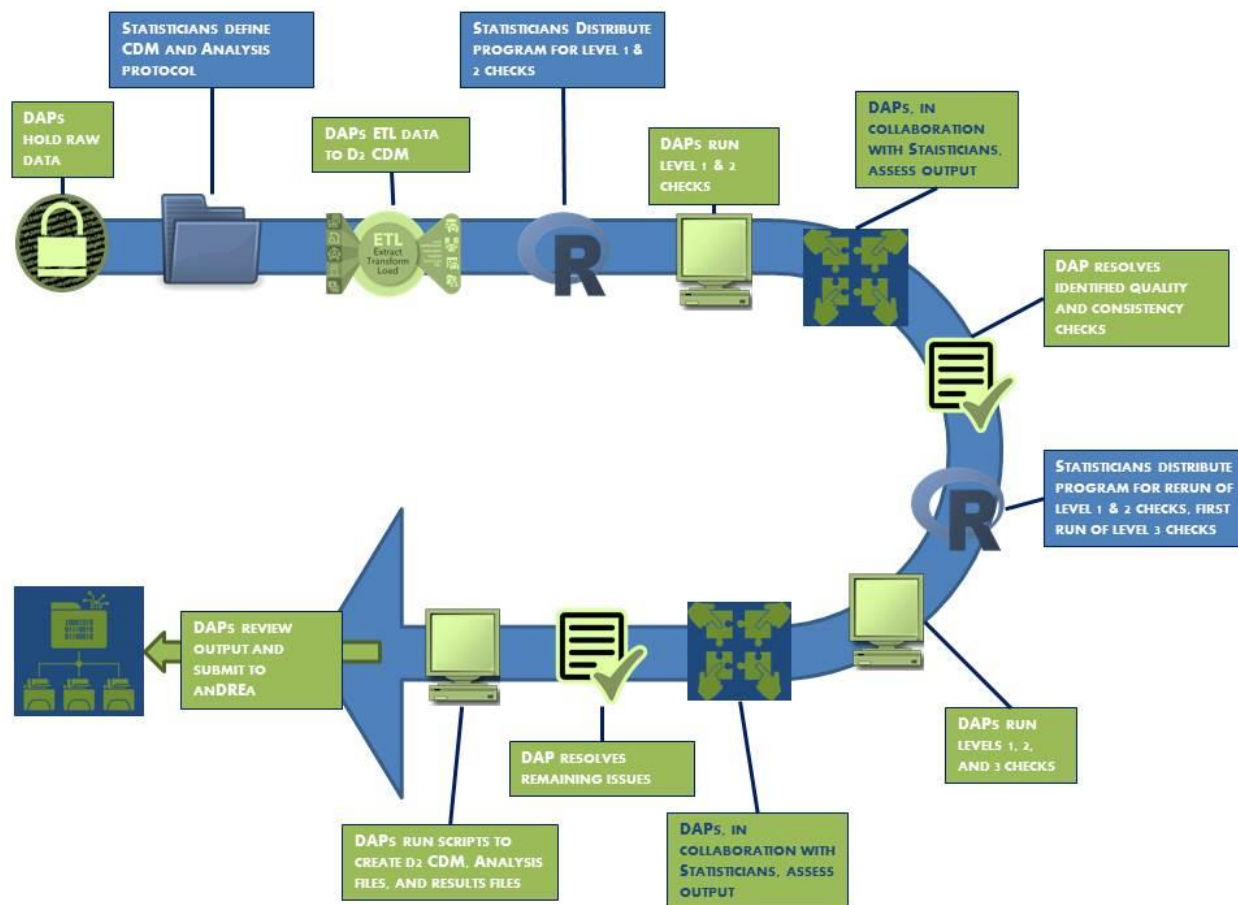 DAPs
HOLD RAW
DATA
STATISTICIANS DEFINE
CDM AND ANALYSIS
PROTOCOL
DAPs ETL DATA
TO D2 CDM
ETL
Extract
Transform
Load
STATISTICIANS DISTRIBUTE
PROGRAM FOR LEVEL 1 &
2 CHECKS
R
DAPs RUN
LEVEL 1 & 2
CHECKS
DAPs, IN
COLLABORATION
WITH STAISTICIANS,
ASSESS OUTPUT
DAP RESOLVES
IDENTIFIED QUALITY
AND CONSISTENCY
CHECKS
STATISTICIANS DISTRIBUTE
PROGRAM FOR RERUN OF
LEVEL 1 & 2 CHECKS, FIRST
RUN OF LEVEL 3 CHECKS
R
DAPs RUN
LEVELS 1, 2,
AND 3 CHECKS
DAPs, IN
COLLABORATION WITH
STATISTICIANS, ASSESS
OUTPUT
DAP RESOLVES
REMAINING ISSUES
DAPs RUN SCRIPTS TO
CREATE D2 CDM, ANALYSIS
FILES, AND RESULTS FILES
DAPs REVIEW
OUTPUT AND
SUBMIT TO
ANDREA